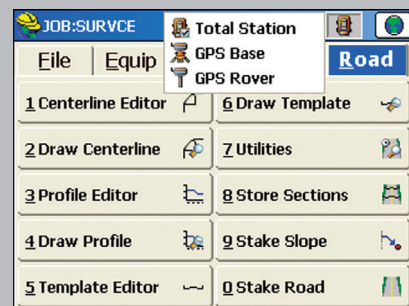 JOB:SURVCE
Total Station
GPS Base
GPS Rover
File
Equip
Road
1 Centerline Editor
6 Draw Template
2 Draw Centerline
7 Utilities
3 Profile Editor
8 Store Sections
4 Draw Profile
9 Stake Slope
5 Template Editor
0 Stake Road